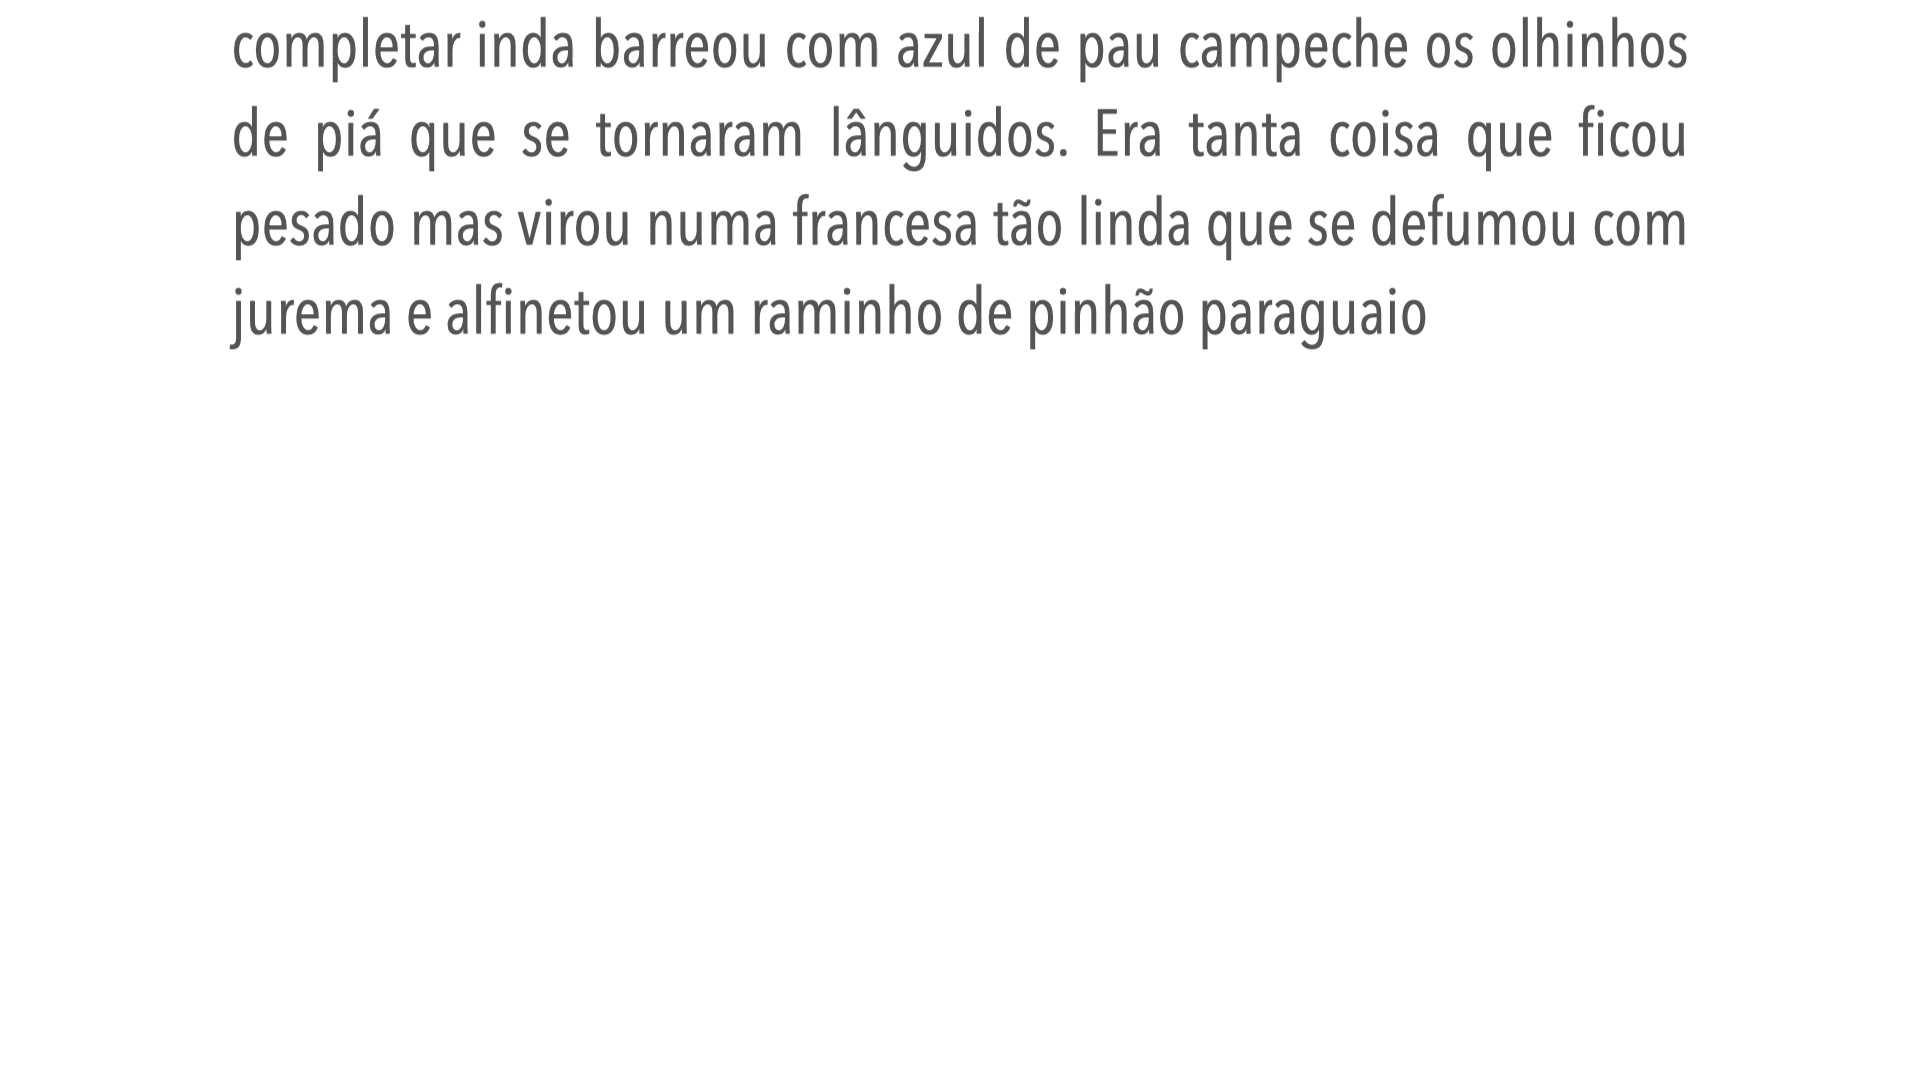 completar inda barreou com azul de pau campeche os olhinhos
de piá que se tornaram lânguidos. Era tanta coisa que ficou
pesado mas virou numa francesa tão linda que se defumou com
jurema e alfinetou um raminho de pinhão paraguaio